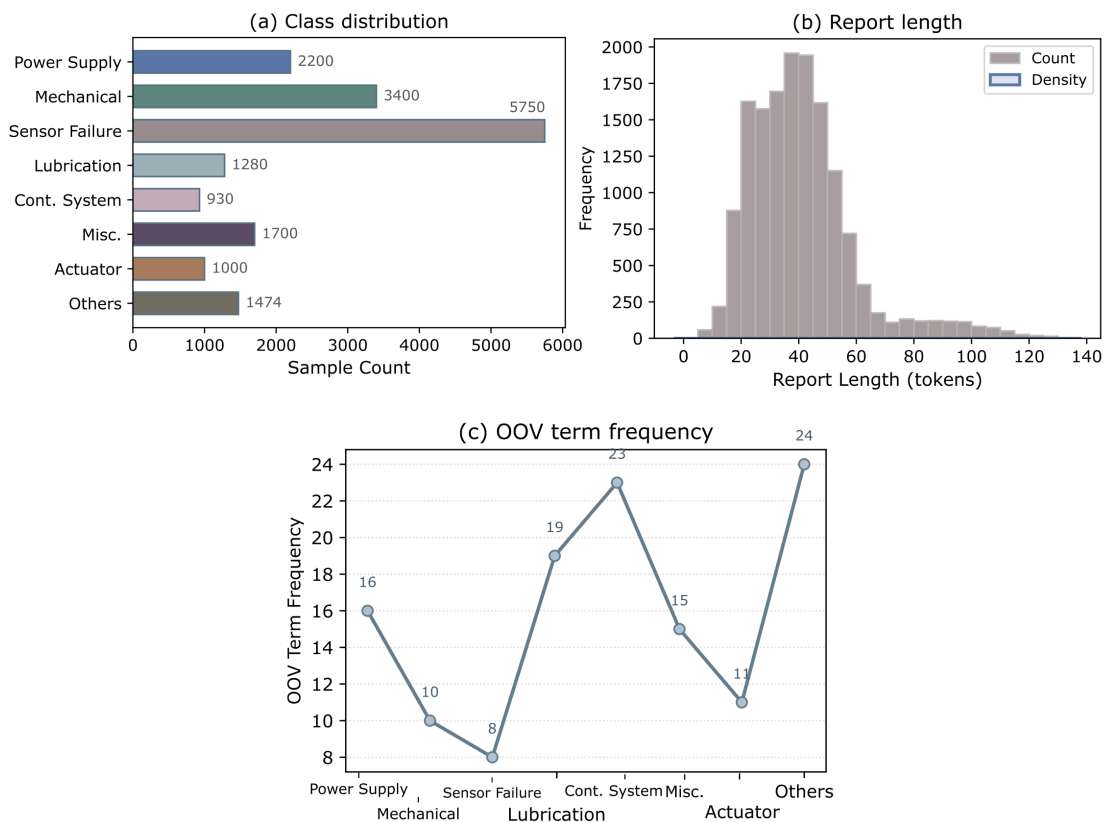 (a) Class distribution
Power Supply
2200
Mechanical
3400
Sensor Failure
5750
Lubrication
1280
Cont. System
930
Misc.
1700
Actuator
1000
Others
1474
0 1000 2000 3000 4000 5000 6000
Sample Count
(b) Report length
Count
Density
2000
1750
1500
1250
1000
750
500
250
0
Frequency
0 20 40 60 80 100 120 140
Report Length (tokens)
(c) OOV term frequency
24
22
20
18
16
14
12
10
8
OOV Term Frequency
16
10
8
19
23
15
11
24
Power Supply
Mechanical
Sensor Failure
Lubrication
Cont. System
Misc.
Actuator
Others